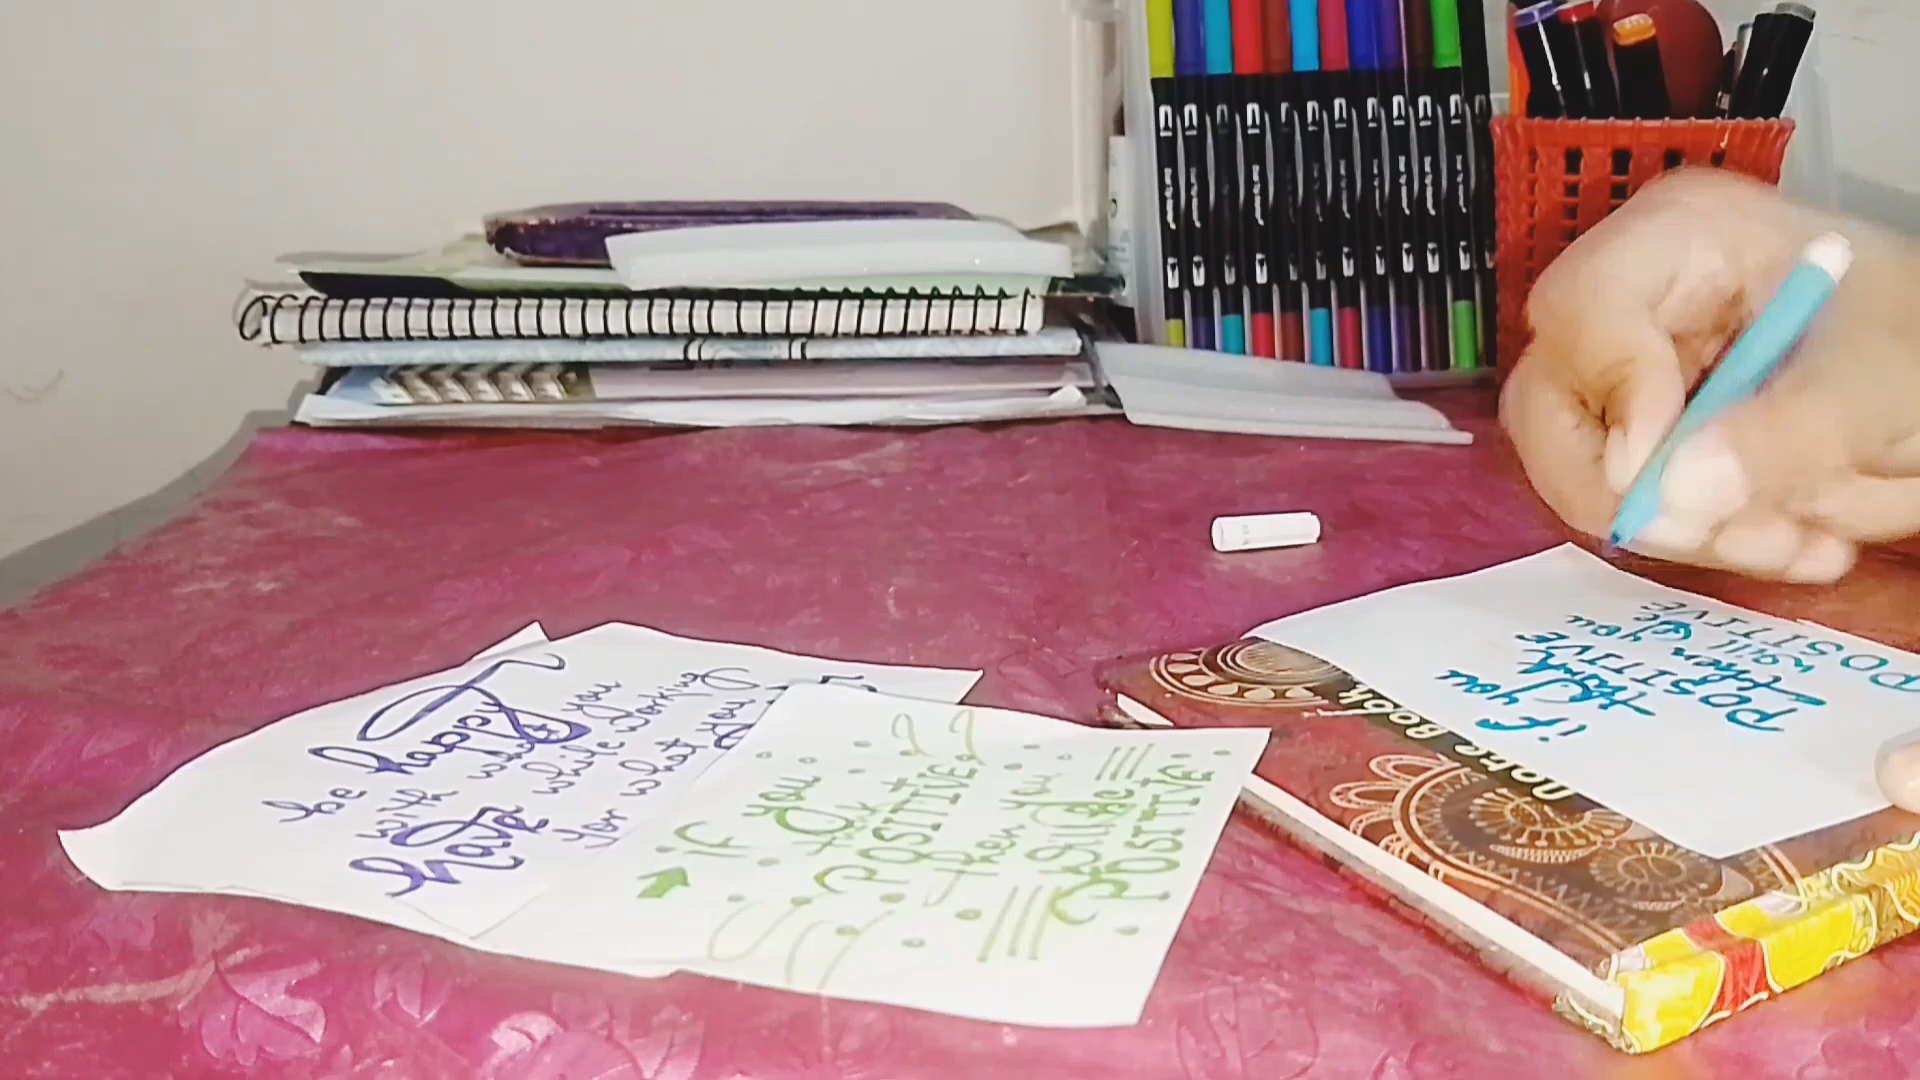 be happy
with what you
have while working
for what you
IF
you
think
POSITIVE
then you
will be
POSITIVE
if you
think
POSITIVE
then you
will be
POSITIVE
Note Book